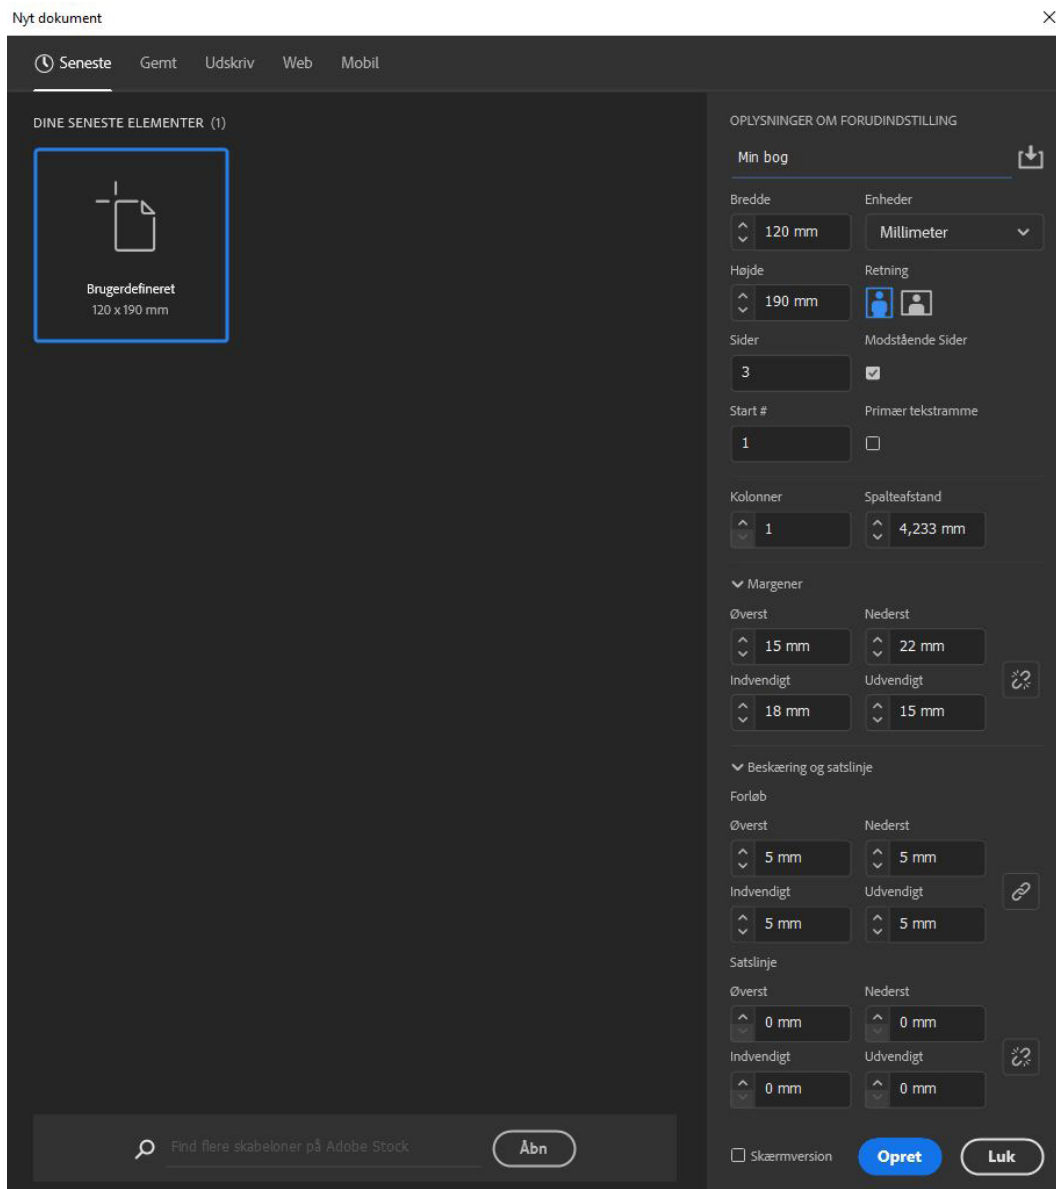 Nyt dokument
Seneste Gemt Udskriv Web Mobil
DINE SENESTE ELEMENTER (1)
Brugerdefineret
120 x 190 mm
Find flere skabeloner på Adobe Stock
Åbn
OPLYSNINGER OM FORUDINDSTILLING
Min bog
Bredde Enheder
120 mm Millimeter
Højde Retning
190 mm
Sider Modstående Sider
3
Start # Primær tekstramme
1
Kolonner Spalteafstand
1 4,233 mm
Margener
Øverst Nederst
15 mm 22 mm
Indvendigt Udvendigt
18 mm 15 mm
Beskæring og satslinje
Forløb
Øverst Nederst
5 mm 5 mm
Indvendigt Udvendigt
5 mm 5 mm
Satslinje
Øverst Nederst
0 mm 0 mm
Indvendigt Udvendigt
0 mm 0 mm
Skærmversion Opret Luk